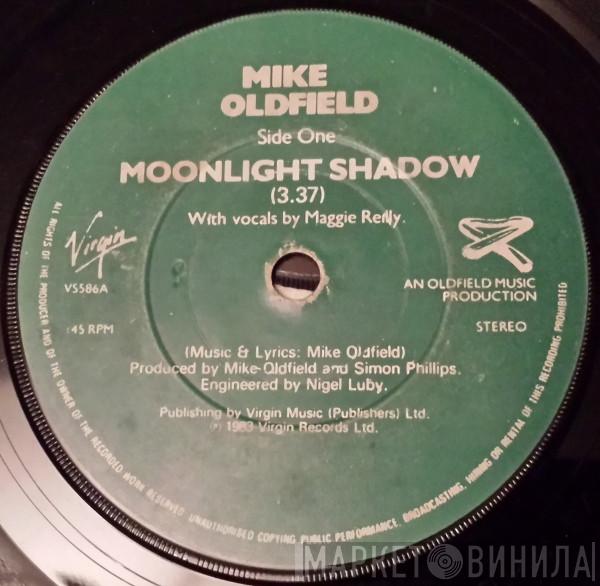 MIKE
OLDFIELD
Side One
MOONLIGHT SHADOW
(3.37)
With vocals by Maggie Reilly.
Virgin
VS586A
45 RPM
AN OLDFIELD MUSIC
PRODUCTION
STEREO
(Music & Lyrics: Mike Oldfield)
Produced by Mike Oldfield and Simon Phillips.
Engineered by Nigel Luby.
Publishing by Virgin Music (Publishers) Ltd.
℗ 1983 Virgin Records Ltd.
ALL RIGHTS OF THE PRODUCER AND OF THE OWNER OF THE RECORDED WORK RESERVED UNAUTHORISED COPYING PUBLIC PERFORMANCE, BROADCASTING, HIRING OR RENTAL OF THIS RECORDING PROHIBITED
МАРКЕТ ВИНИЛА